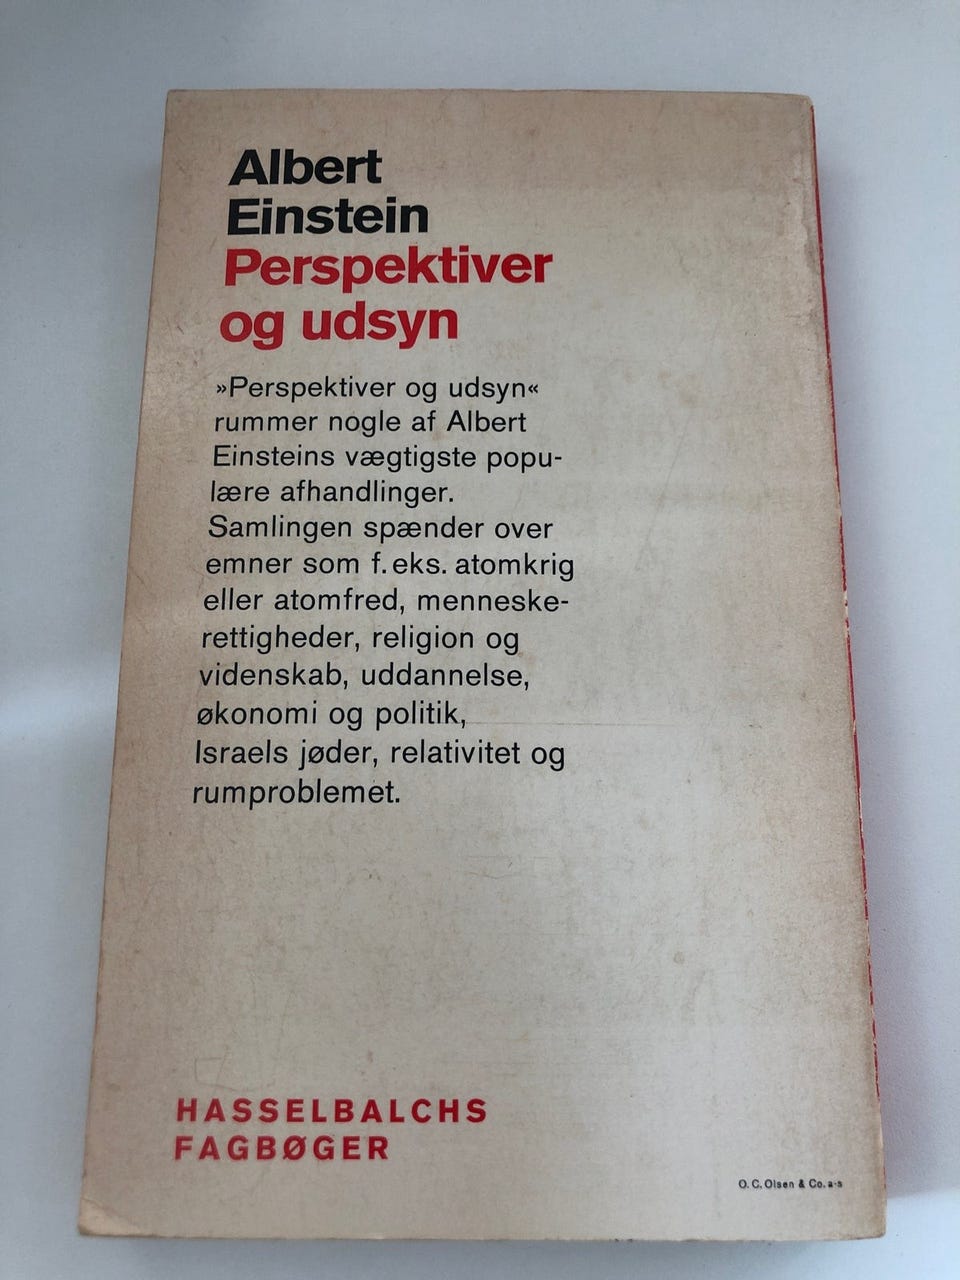 Albert
Einstein
Perspektiver
og udsyn
»Perspektiver og udsyn«
rummer nogle af Albert
Einsteins vægtigste popu-
lære afhandlinger.
Samlingen spænder over
emner som f.eks. atomkrig
eller atomfred, menneske-
rettigheder, religion og
videnskab, uddannelse,
økonomi og politik,
Israels jøder, relativitet og
rumproblemet.
HASSELBALCHS
FAGBØGER
O. C. Olsen & Co. a-s